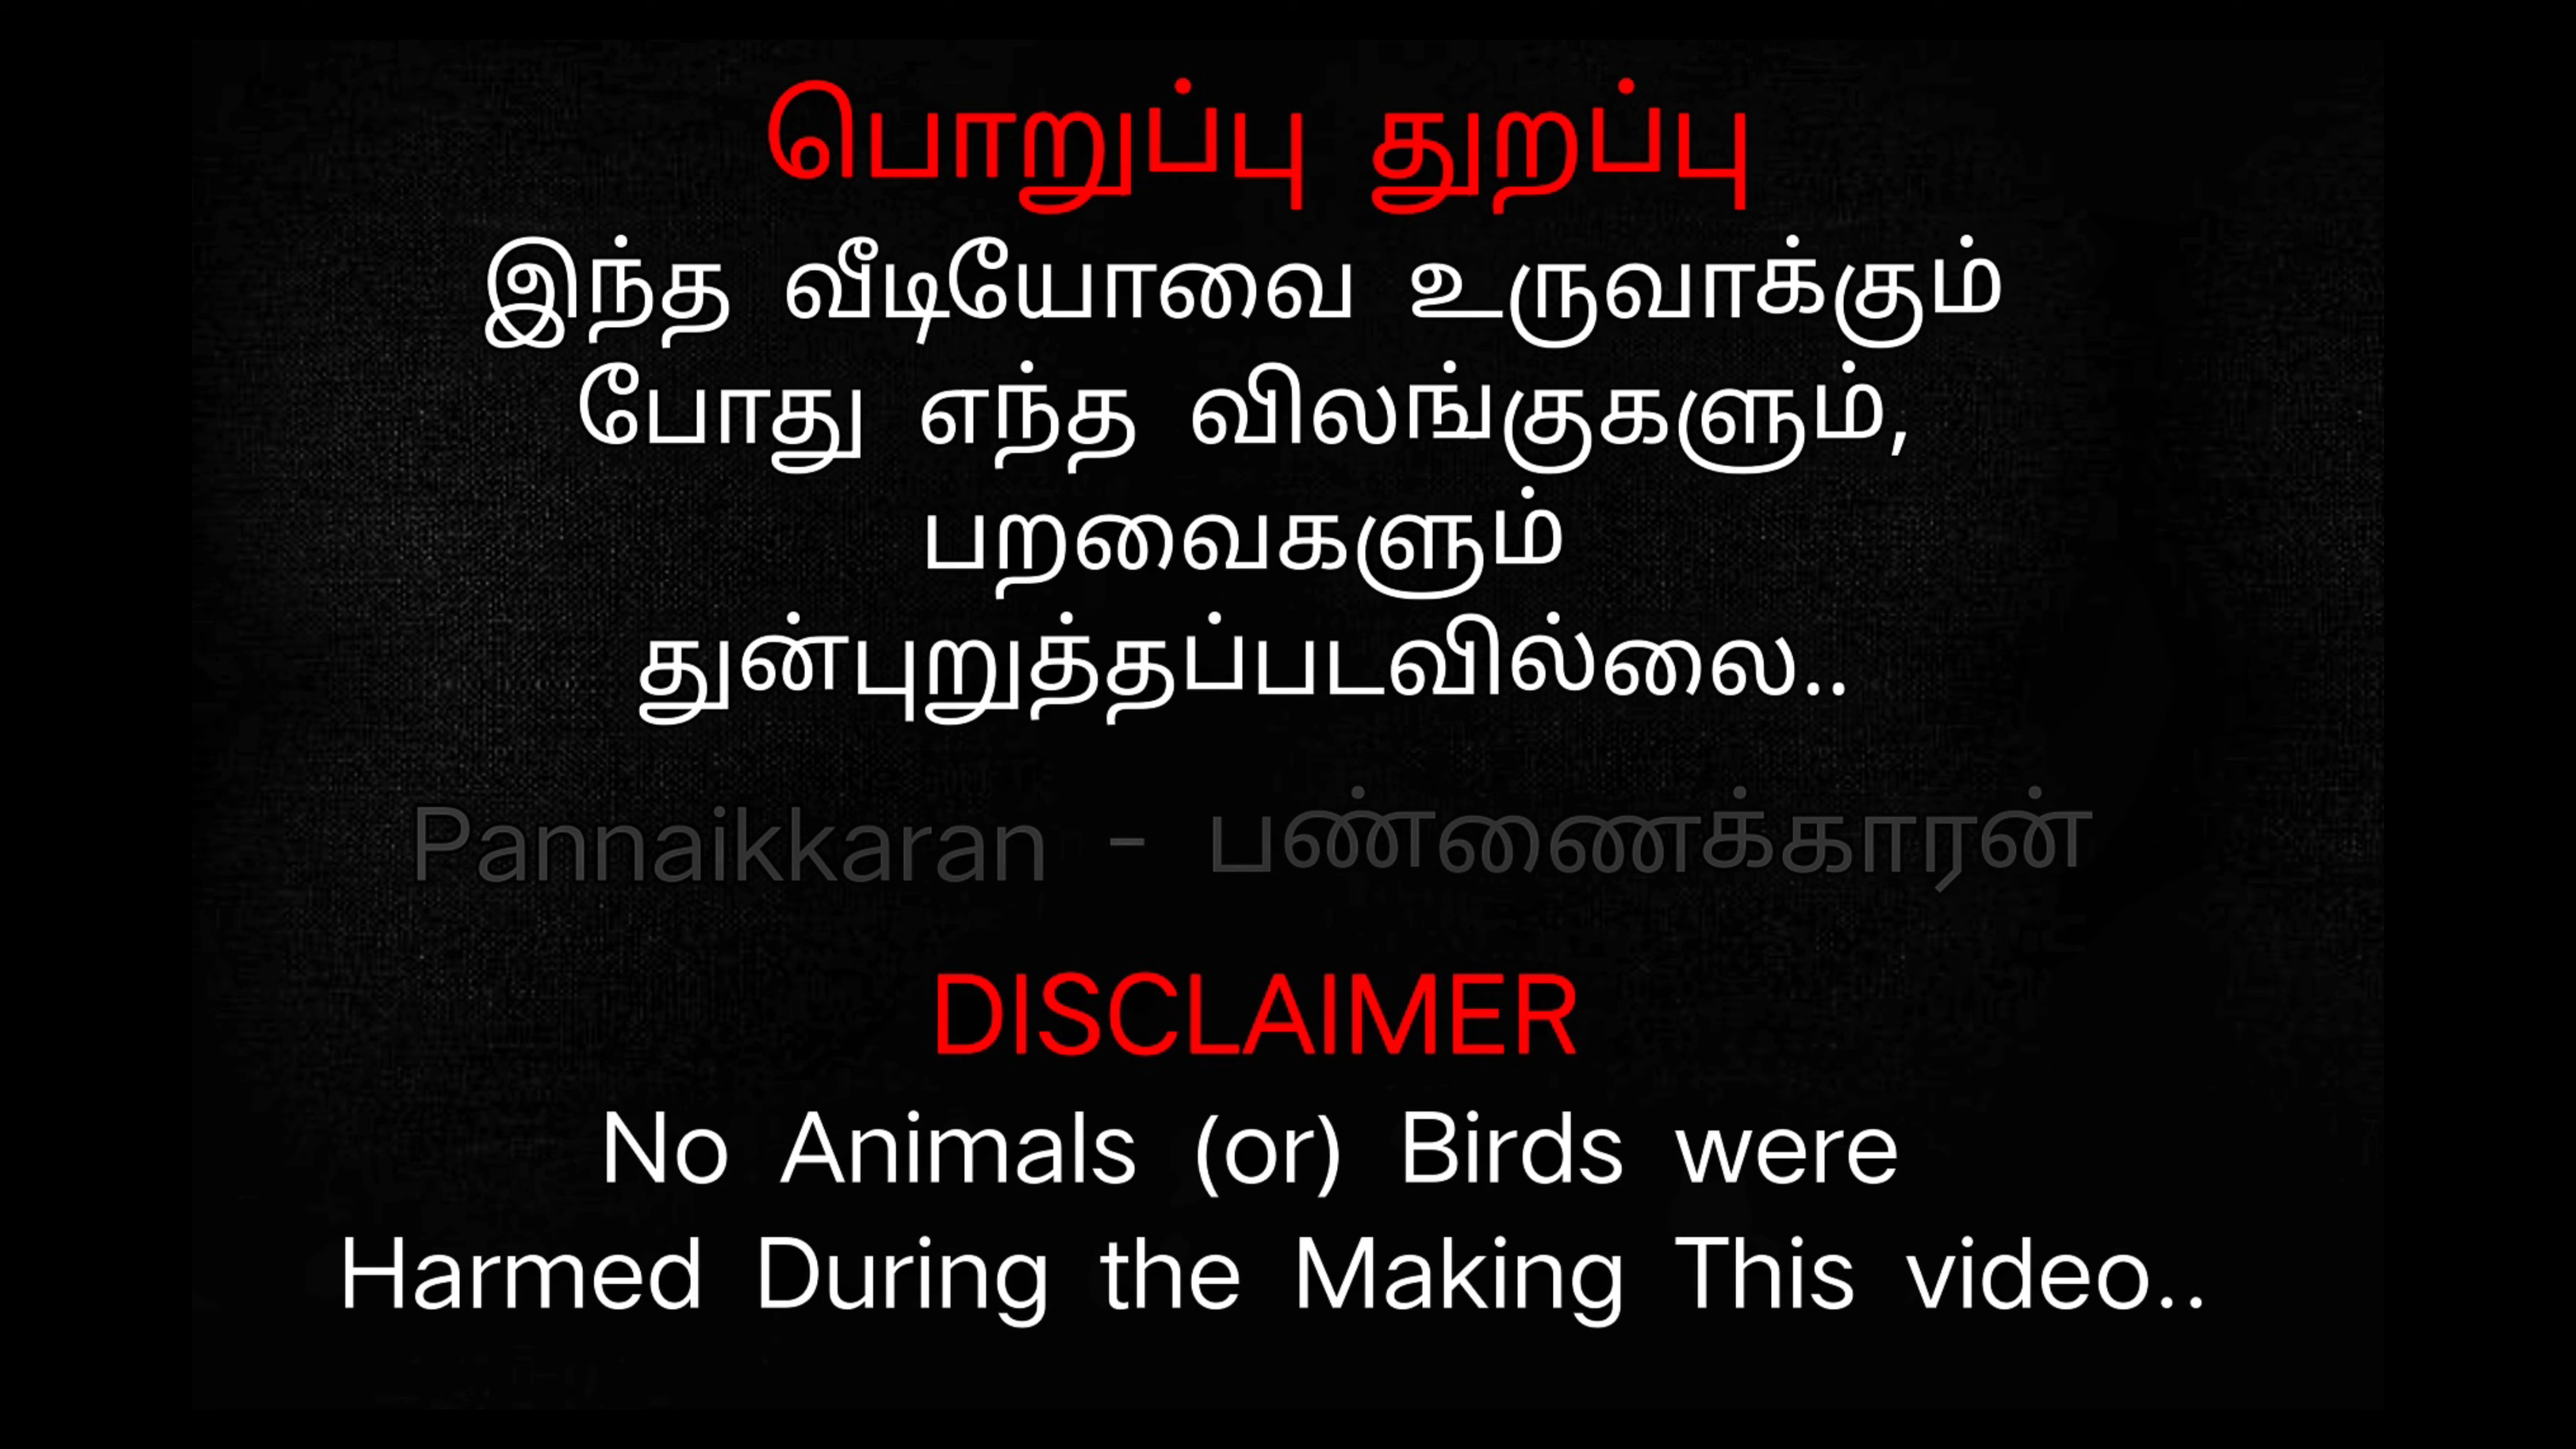 பொறுப்பு துறப்பு
இந்த வீடியோவை உருவாக்கும்
போது எந்த விலங்குகளும்,
பறவைகளும்
துன்புறுத்தப்படவில்லை..
Pannaikkaran - பண்ணைக்காரன்
DISCLAIMER
No Animals (or) Birds were
Harmed During the Making This video..